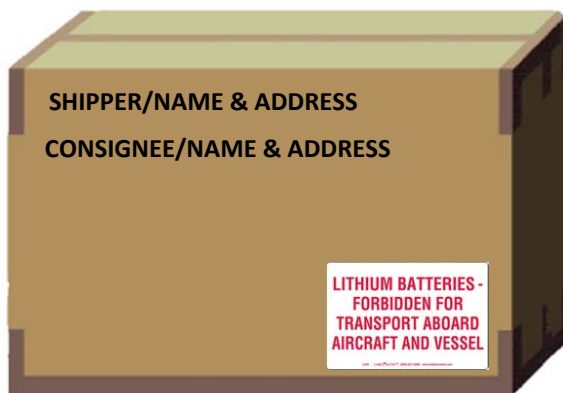 SHIPPER/NAME & ADDRESS
CONSIGNEE/NAME & ADDRESS
LITHIUM BATTERIES -
FORBIDDEN FOR
TRANSPORT ABOARD
AIRCRAFT AND VESSEL